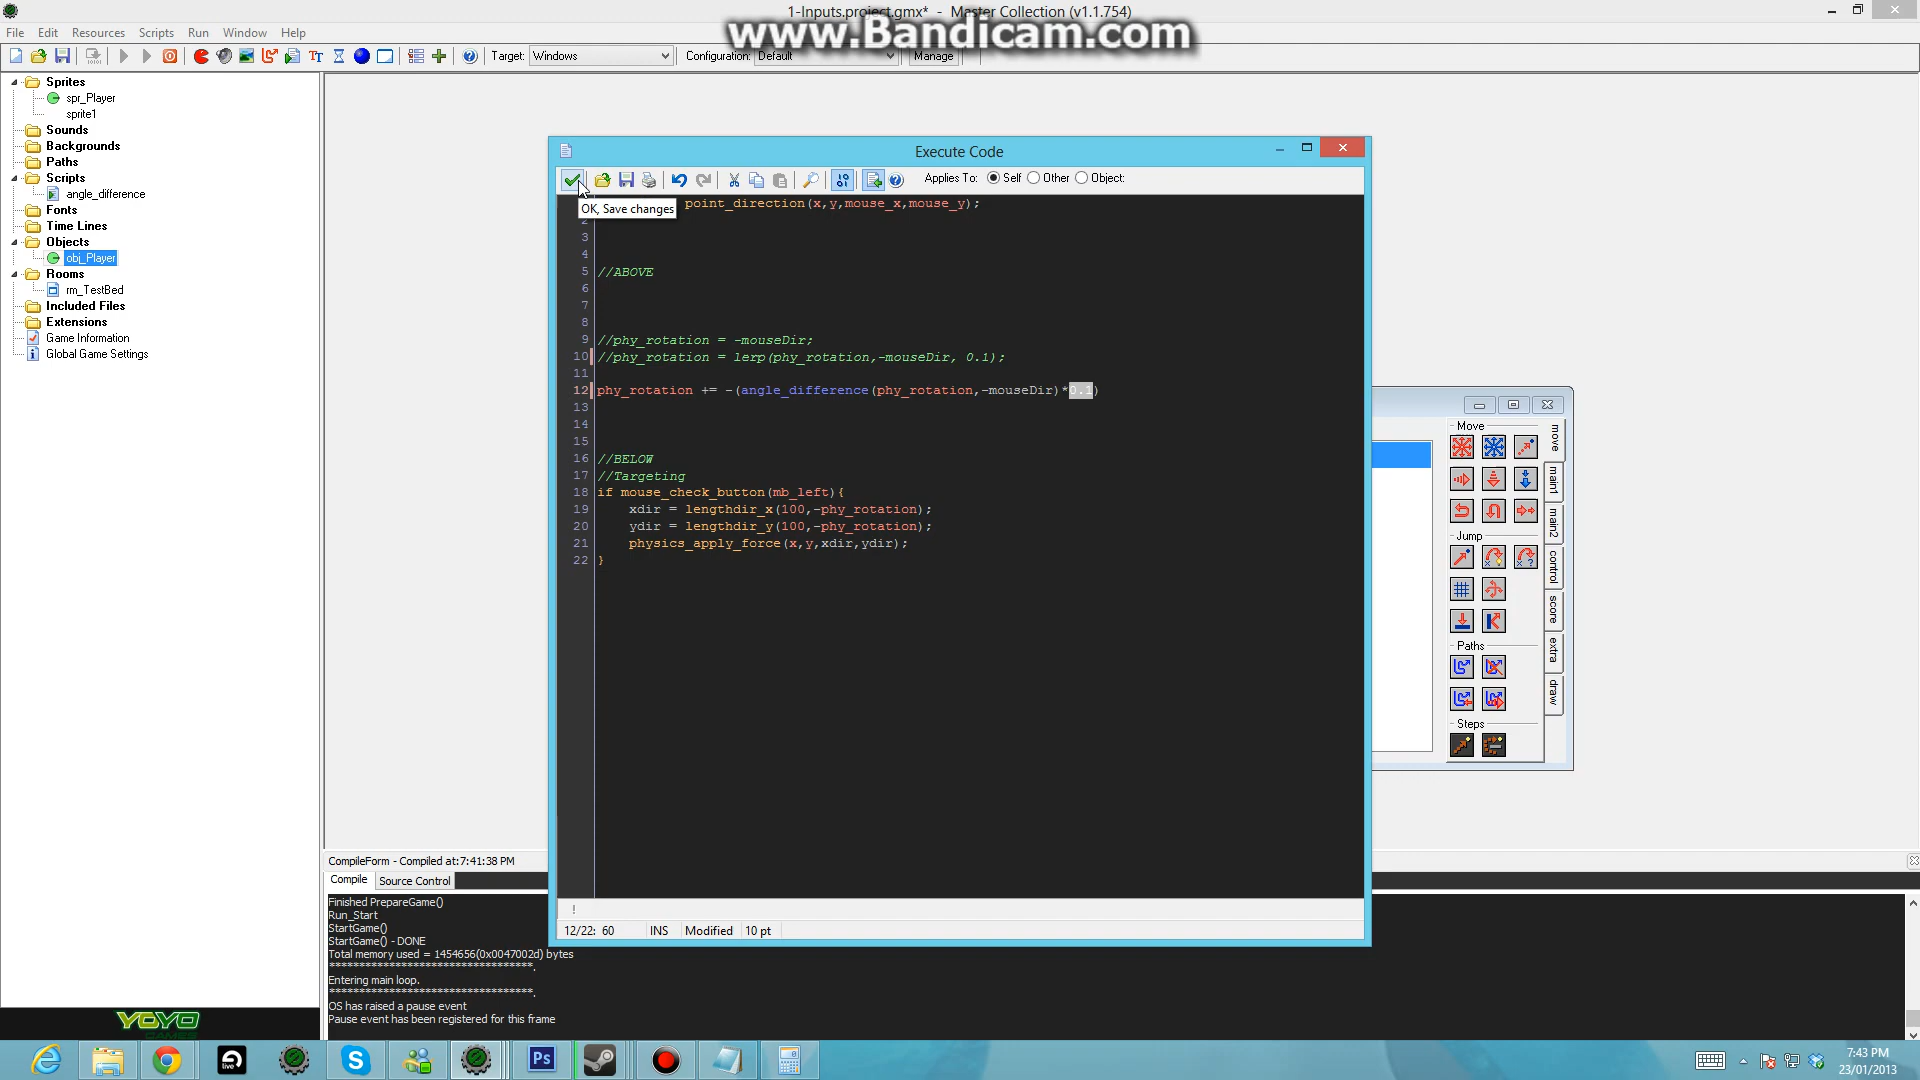 1-Inputs.project.gmx* - Master Collection (v1.1.754)
www.Bandicam.com
File Edit Resources Scripts Run Window Help
Target: Windows Configuration: Default Manage
Sprites
spr_Player
sprite1
Sounds
Backgrounds
Paths
Scripts
angle_difference
Fonts
Time Lines
Objects
obj_Player
Rooms
rm_TestBed
Included Files
Extensions
Game Information
Global Game Settings
YOYO
GAMES
Execute Code
Applies To: Self Other Object:
OK, Save changes
point_direction(x,y,mouse_x,mouse_y);
2
3
4
5 //ABOVE
6
7
8
9 //phy_rotation = -mouseDir;
10 //phy_rotation = lerp(phy_rotation,-mouseDir, 0.1);
11
12 phy_rotation += -(angle_difference(phy_rotation,-mouseDir)*0.1)
13
14
15
16 //BELOW
17 //Targeting
18 if mouse_check_button(mb_left){
19 xdir = lengthdir_x(100,-phy_rotation);
20 ydir = lengthdir_y(100,-phy_rotation);
21 physics_apply_force(x,y,xdir,ydir);
22 }
!
12/22: 60 INS Modified 10 pt
Move
Jump
Paths
Steps
move
main1
main2
control
score
extra
draw
CompileForm - Compiled at:7:41:38 PM
Compile Source Control
Finished PrepareGame()
Run_Start
StartGame()
StartGame() - DONE
Total memory used = 1454656(0x0047002d) bytes
**********************************.
Entering main loop.
**********************************.
OS has raised a pause event
Pause event has been registered for this frame
live
Ps
7:43 PM
23/01/2013